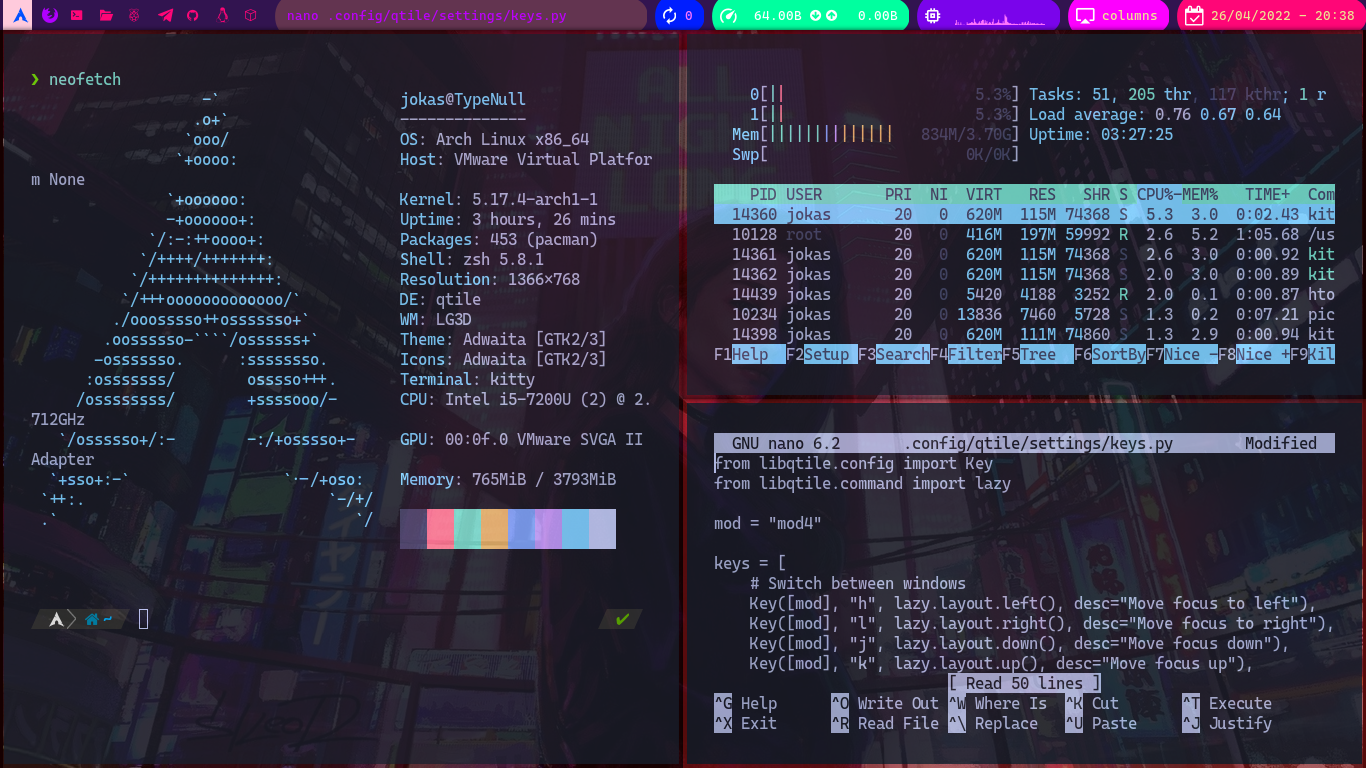 nano .config/qtile/settings/keys.py
0
64.00B 0.00B
columns
26/04/2022 - 20:38
❯ neofetch
-`
jokas@TypeNull
.o+`
--------------
`ooo/
OS: Arch Linux x86_64
`+oooo:
Host: VMware Virtual Platfor
m None
`+oooooo:
Kernel: 5.17.4-arch1-1
-+oooooo+:
Uptime: 3 hours, 26 mins
`/:-:++oooo+:
Packages: 453 (pacman)
`/++++/+++++++:
Shell: zsh 5.8.1
`/++++++++++++++:
Resolution: 1366x768
`/+++ooooooooooooo/`
DE: qtile
./ooosssso++osssssso+`
WM: LG3D
.oossssso-````/ossssss+`
Theme: Adwaita [GTK2/3]
-osssssso.      :ssssssso.
Icons: Adwaita [GTK2/3]
:osssssss/        osssso+++.
Terminal: kitty
/ossssssss/        +ssssooo/-
CPU: Intel i5-7200U (2) @ 2.
712GHz
`/ossssso+/:-        -:/+osssso+-
GPU: 00:0f.0 VMware SVGA II
Adapter
`+sso+:-`                 `.-/+oso:
Memory: 765MiB / 3793MiB
`++:.                           `-/+/
.`                                 `/
~
✔
0[|| 5.3%] Tasks: 51, 205 thr, 117 kthr; 1 r
1[|| 5.3%] Load average: 0.76 0.67 0.64
Mem[|||||||||||||| 834M/3.70G] Uptime: 03:27:25
Swp[ 0K/0K]
PID USER PRI NI VIRT RES SHR S CPU%-MEM% TIME+ Com
14360 jokas 20 0 620M 115M 74368 S 5.3 3.0 0:02.43 kit
10128 root 20 0 416M 197M 59992 R 2.6 5.2 1:05.68 /us
14361 jokas 20 0 620M 115M 74368 S 2.6 3.0 0:00.92 kit
14362 jokas 20 0 620M 115M 74368 S 2.0 3.0 0:00.89 kit
14439 jokas 20 0 5420 4188 3252 R 2.0 0.1 0:00.87 hto
10234 jokas 20 0 13836 7460 5728 S 1.3 0.2 0:07.21 pic
14398 jokas 20 0 620M 111M 74860 S 1.3 2.9 0:00.94 kit
F1Help F2Setup F3SearchF4FilterF5Tree F6SortByF7Nice -F8Nice +F9Kil
GNU nano 6.2 .config/qtile/settings/keys.py Modified
from libqtile.config import Key
from libqtile.command import lazy
mod = "mod4"
keys = [
# Switch between windows
Key([mod], "h", lazy.layout.left(), desc="Move focus to left"),
Key([mod], "l", lazy.layout.right(), desc="Move focus to right"),
Key([mod], "j", lazy.layout.down(), desc="Move focus down"),
Key([mod], "k", lazy.layout.up(), desc="Move focus up"),
[ Read 50 lines ]
^G Help ^O Write Out ^W Where Is ^K Cut ^T Execute
^X Exit ^R Read File ^\ Replace ^U Paste ^J Justify